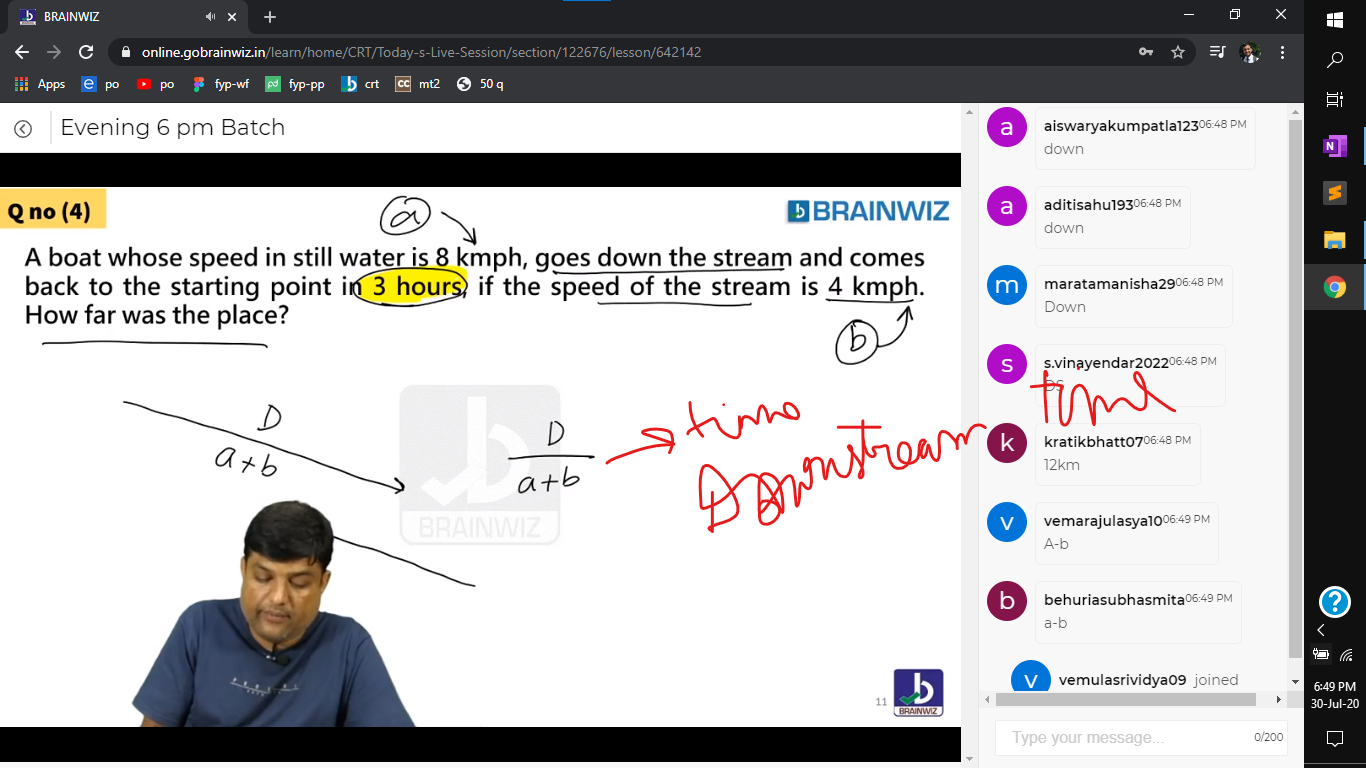 BRAINWIZ
online.gobrainwiz.in/learn/home/CRT/Today-s-Live-Session/section/122676/lesson/642142
Apps po po fyp-wf fyp-pp crt mt2 50 q
Evening 6 pm Batch
Q no (4)
a
BRAINWIZ
A boat whose speed in still water is 8 kmph, goes down the stream and comes
back to the starting point in 3 hours, if the speed of the stream is 4 kmph.
How far was the place?
b
D
a+b
D
a+b
time
Downstream
time
BRAINWIZ
11
BRAINWIZ
aiswaryakumpatla123 06:48 PM
down
aditisahu193 06:48 PM
down
maratamanisha29 06:48 PM
Down
s.vinayendar2022 06:48 PM
DS
kratikbhatt07 06:48 PM
12km
vemarajulasya10 06:49 PM
A-b
behuriasubhasmita 06:49 PM
a-b
vemulasrividya09 joined
Type your message... 0/200
6:49 PM
30-Jul-20